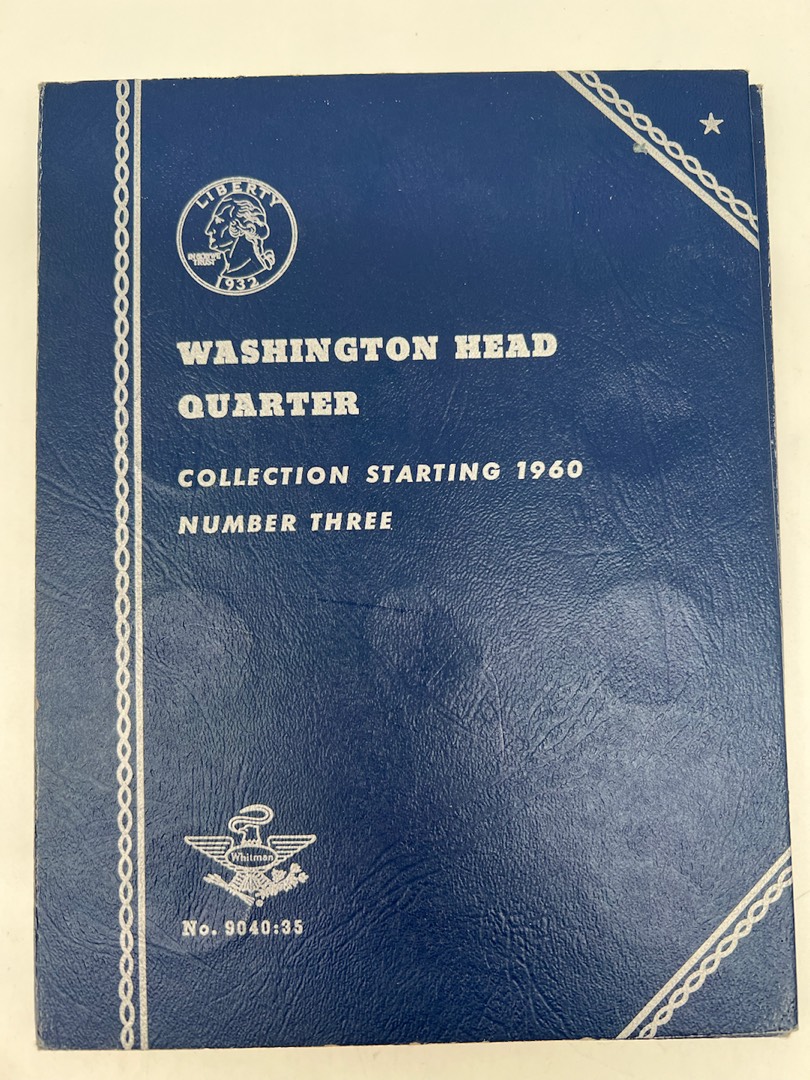 LIBERTY
IN GOD WE
TRUST
1932
WASHINGTON HEAD
QUARTER
COLLECTION STARTING 1960
NUMBER THREE
Whitman
No. 9040:35